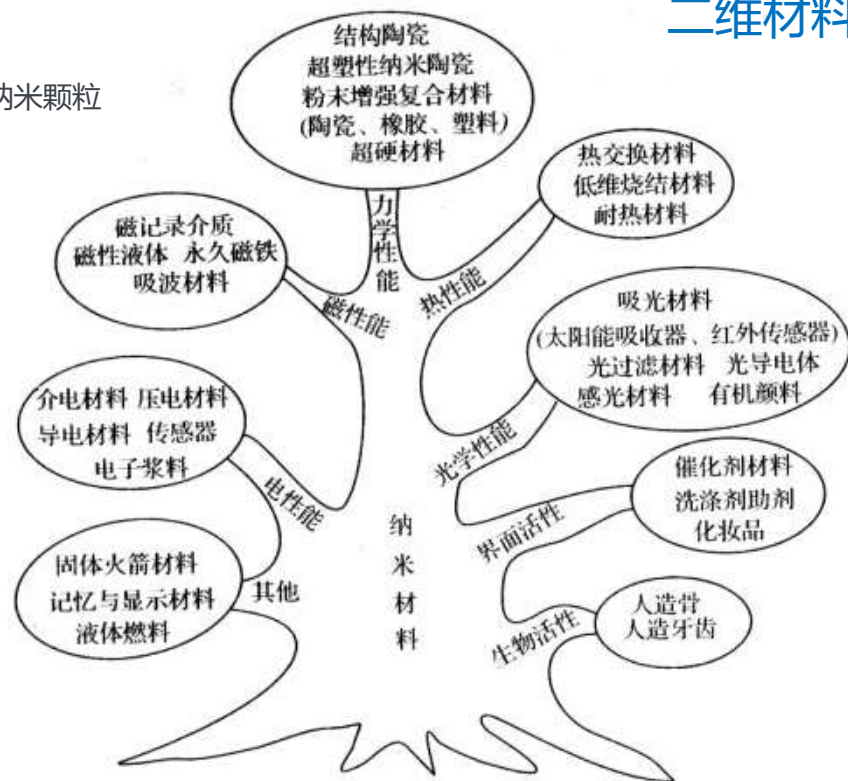 二维材料
纳米颗粒
结构陶瓷
超塑性纳米陶瓷
粉末增强复合材料
(陶瓷、橡胶、塑料)
超硬材料
力学性能
热交换材料
低维烧结材料
耐热材料
热性能
磁记录介质
磁性液体 永久磁铁
吸波材料
磁性能
吸光材料
(太阳能吸收器、红外传感器)
光过滤材料 光导电体
感光材料 有机颜料
光学性能
介电材料 压电材料
导电材料 传感器
电子浆料
电性能
催化剂材料
洗涤剂助剂
化妆品
界面活性
固体火箭材料
记忆与显示材料
液体燃料
其他
人造骨
人造牙齿
生物活性
纳米材料